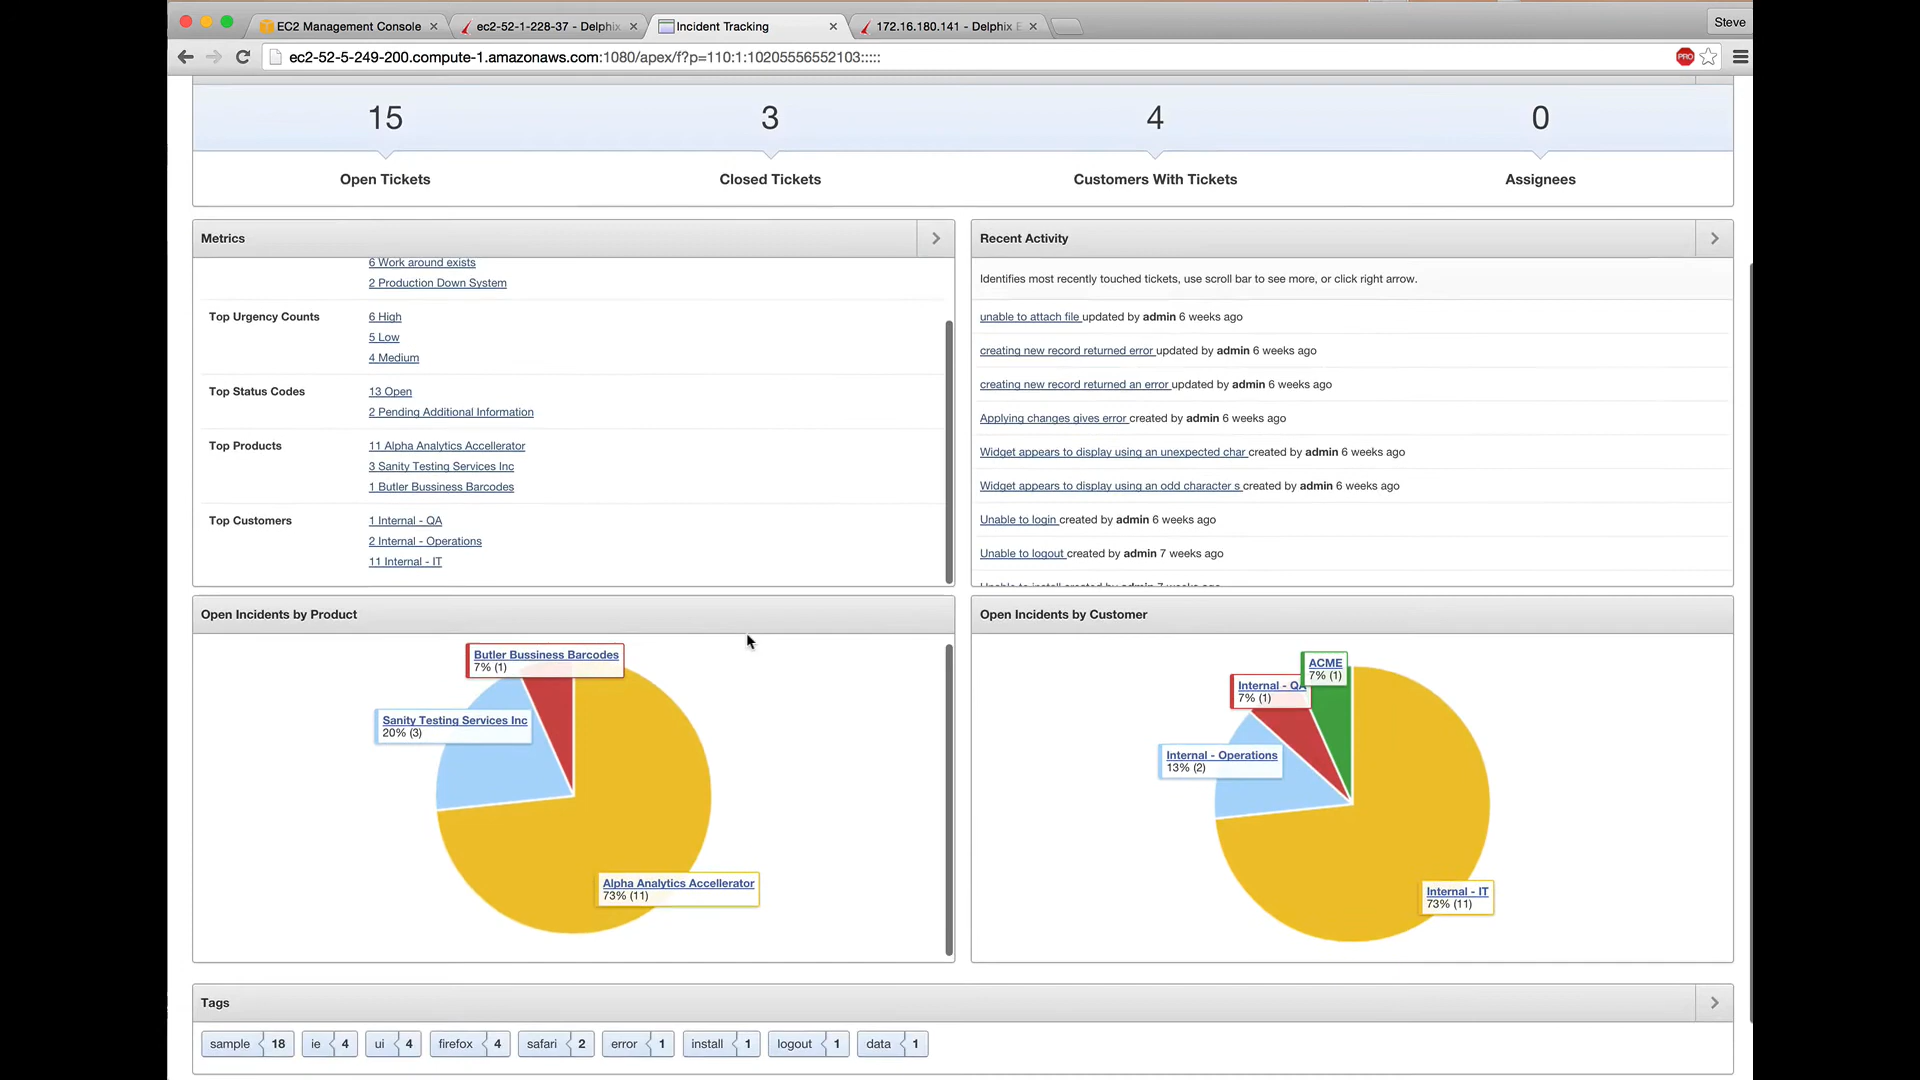 EC2 Management Console
ec2-52-1-228-37 - Delphix
Incident Tracking
172.16.180.141 - Delphix E
Steve
ec2-52-5-249-200.compute-1.amazonaws.com:1080/apex/f?p=110:1:10205556552103:::::
PRO
15
3
4
0
Open Tickets
Closed Tickets
Customers With Tickets
Assignees
Metrics
6 Work around exists
2 Production Down System
Top Urgency Counts
6 High
5 Low
4 Medium
Top Status Codes
13 Open
2 Pending Additional Information
Top Products
11 Alpha Analytics Accellerator
3 Sanity Testing Services Inc
1 Butler Bussiness Barcodes
Top Customers
1 Internal - QA
2 Internal - Operations
11 Internal - IT
Recent Activity
Identifies most recently touched tickets, use scroll bar to see more, or click right arrow.
unable to attach file updated by admin 6 weeks ago
creating new record returned error updated by admin 6 weeks ago
creating new record returned an error updated by admin 6 weeks ago
Applying changes gives error created by admin 6 weeks ago
Widget appears to display using an unexpected char created by admin 6 weeks ago
Widget appears to display using an odd character s created by admin 6 weeks ago
Unable to login created by admin 6 weeks ago
Unable to logout created by admin 7 weeks ago
Unable to install created by admin 7 weeks ago
Open Incidents by Product
Butler Bussiness Barcodes
7% (1)
Sanity Testing Services Inc
20% (3)
Alpha Analytics Accellerator
73% (11)
Open Incidents by Customer
ACME
7% (1)
Internal - QA
7% (1)
Internal - Operations
13% (2)
Internal - IT
73% (11)
Tags
sample 18
ie 4
ui 4
firefox 4
safari 2
error 1
install 1
logout 1
data 1